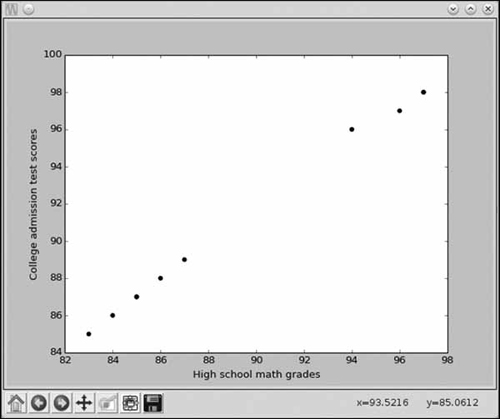 100
98
96
94
92
90
88
86
84
College admission test scores
82 84 86 88 90 92 94 96 98
High school math grades
x=93.5216 y=85.0612